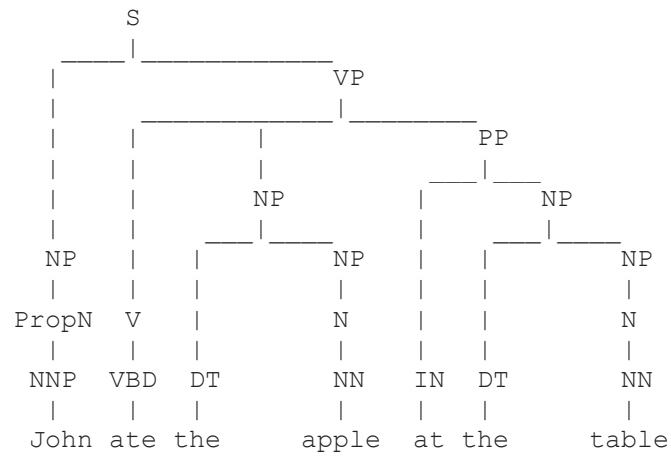 S
VP
PP
NP NP
NP NP NP
PropN V N N
NNP VBD DT NN IN DT NN
John ate the apple at the table